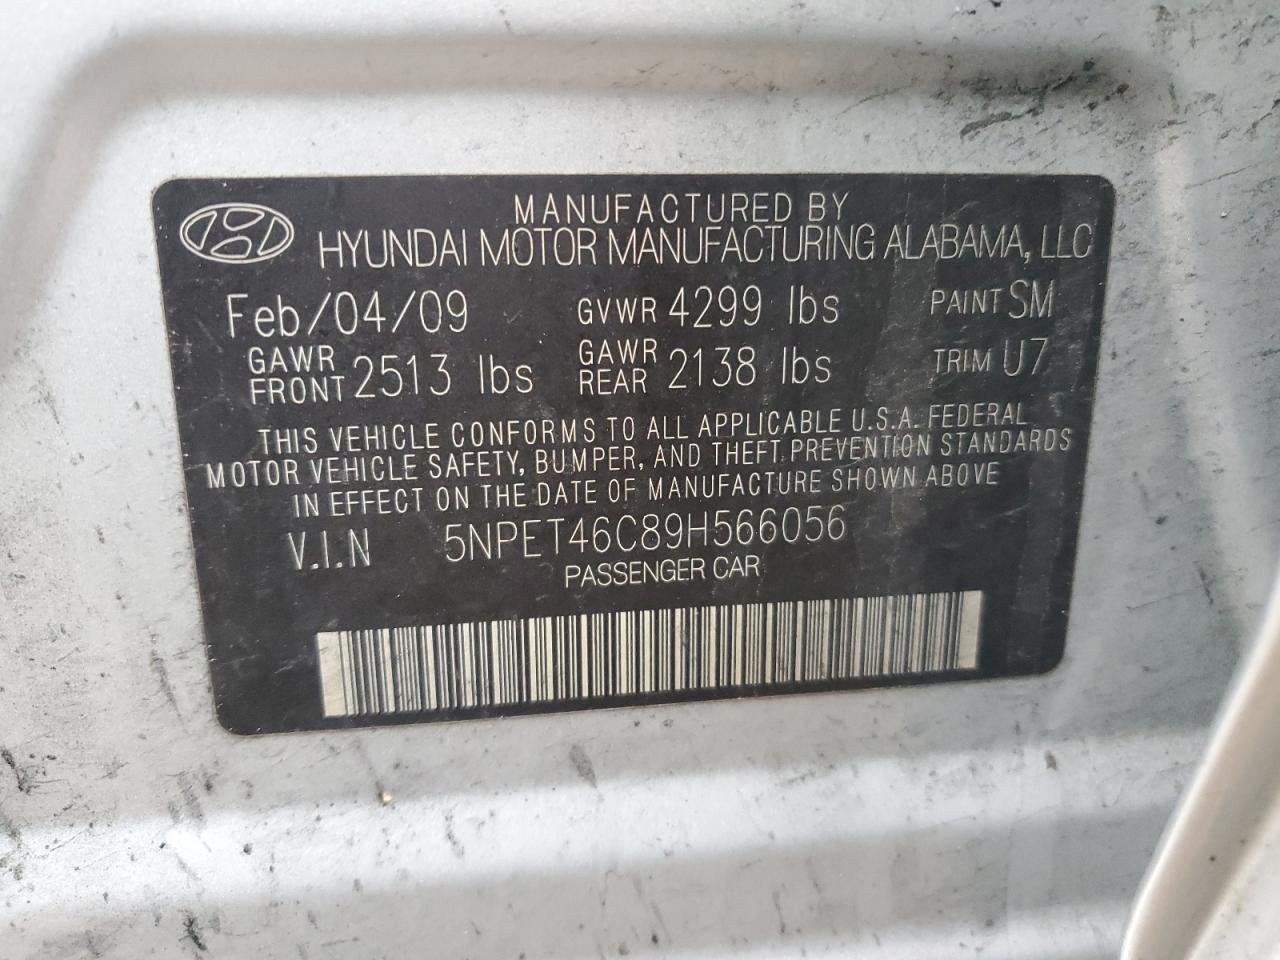 MANUFACTURED BY
HYUNDAI MOTOR MANUFACTURING ALABAMA, LLC
Feb/04/09 GVWR 4299 lbs PAINT SM
GAWR FRONT 2513 lbs GAWR REAR 2138 lbs TRIM U7
THIS VEHICLE CONFORMS TO ALL APPLICABLE U.S.A. FEDERAL
MOTOR VEHICLE SAFETY, BUMPER, AND THEFT PREVENTION STANDARDS
IN EFFECT ON THE DATE OF MANUFACTURE SHOWN ABOVE
V.I.N 5NPET46C89H566056
PASSENGER CAR